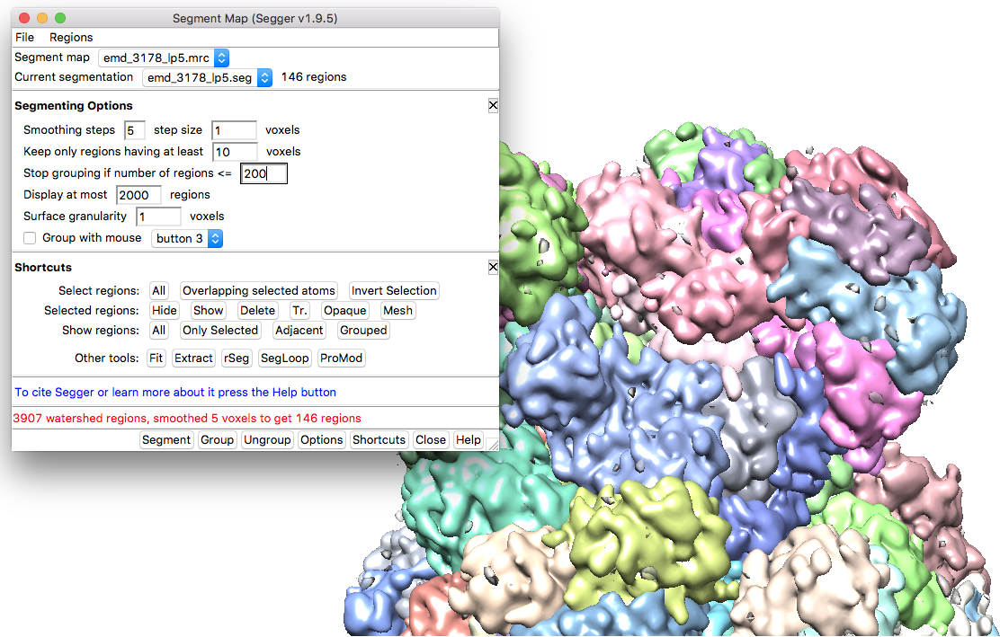 Segment Map (Segger v1.9.5)
File Regions
Segment map emd_3178_lp5.mrc
Current segmentation emd_3178_lp5.seg 146 regions
Segmenting Options
Smoothing steps 5 step size 1 voxels
Keep only regions having at least 10 voxels
Stop grouping if number of regions <= 200
Display at most 2000 regions
Surface granularity 1 voxels
Group with mouse button 3
Shortcuts
Select regions: All Overlapping selected atoms Invert Selection
Selected regions: Hide Show Delete Tr. Opaque Mesh
Show regions: All Only Selected Adjacent Grouped
Other tools: Fit Extract rSeg SegLoop ProMod
To cite Segger or learn more about it press the Help button
3907 watershed regions, smoothed 5 voxels to get 146 regions
Segment Group Ungroup Options Shortcuts Close Help